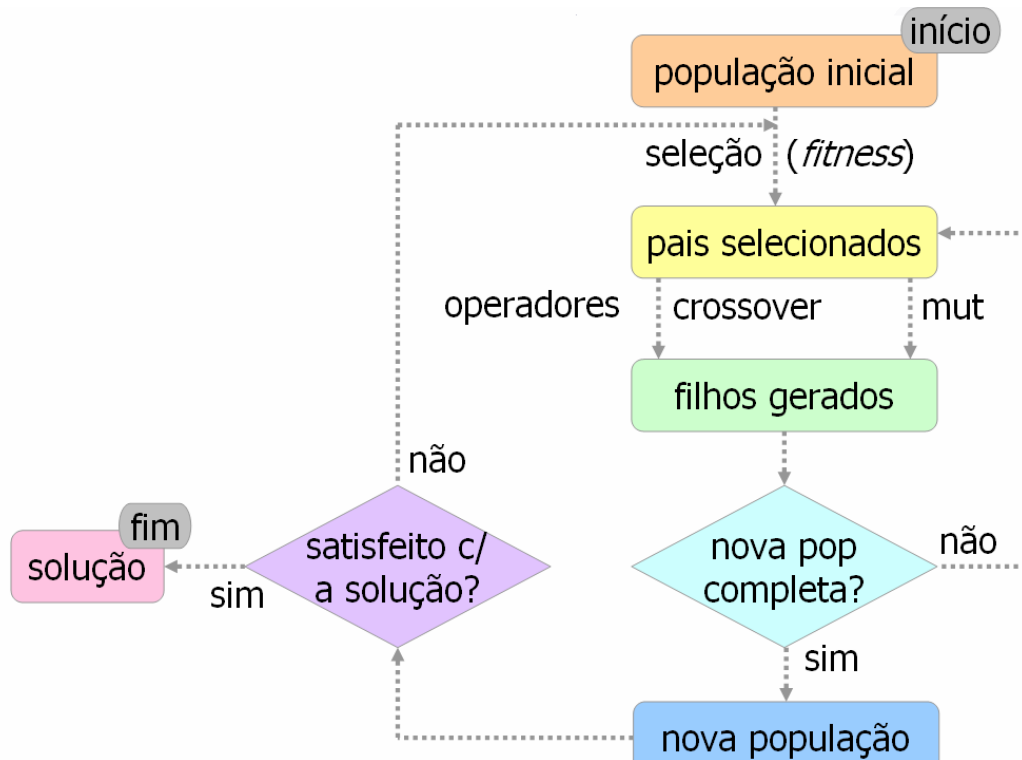 início
população inicial
seleção (fitness)
pais selecionados
operadores crossover mut
filhos gerados
não
fim
solução
sim
satisfeito c/
a solução?
nova pop
completa?
não
sim
nova população